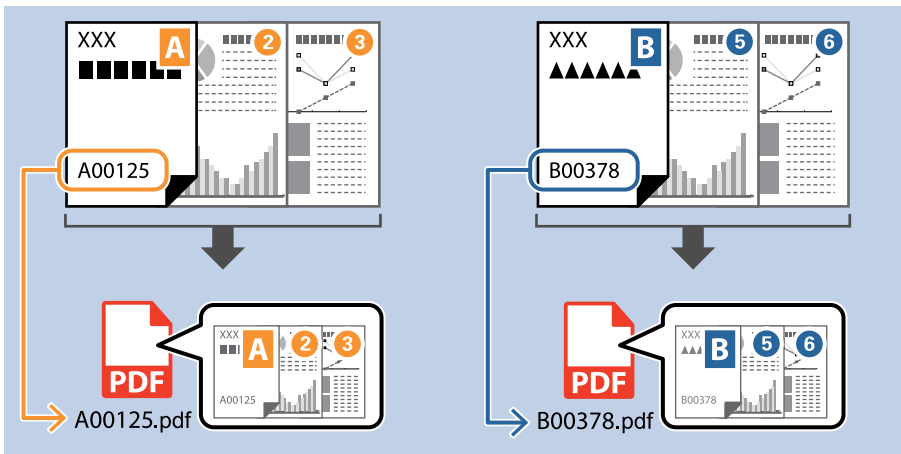 XXX
A
2
3
A00125
XXX
B
5
6
B00378
PDF
XXX
A
2
3
A00125
A00125.pdf
PDF
XXX
B
5
6
B00378
B00378.pdf